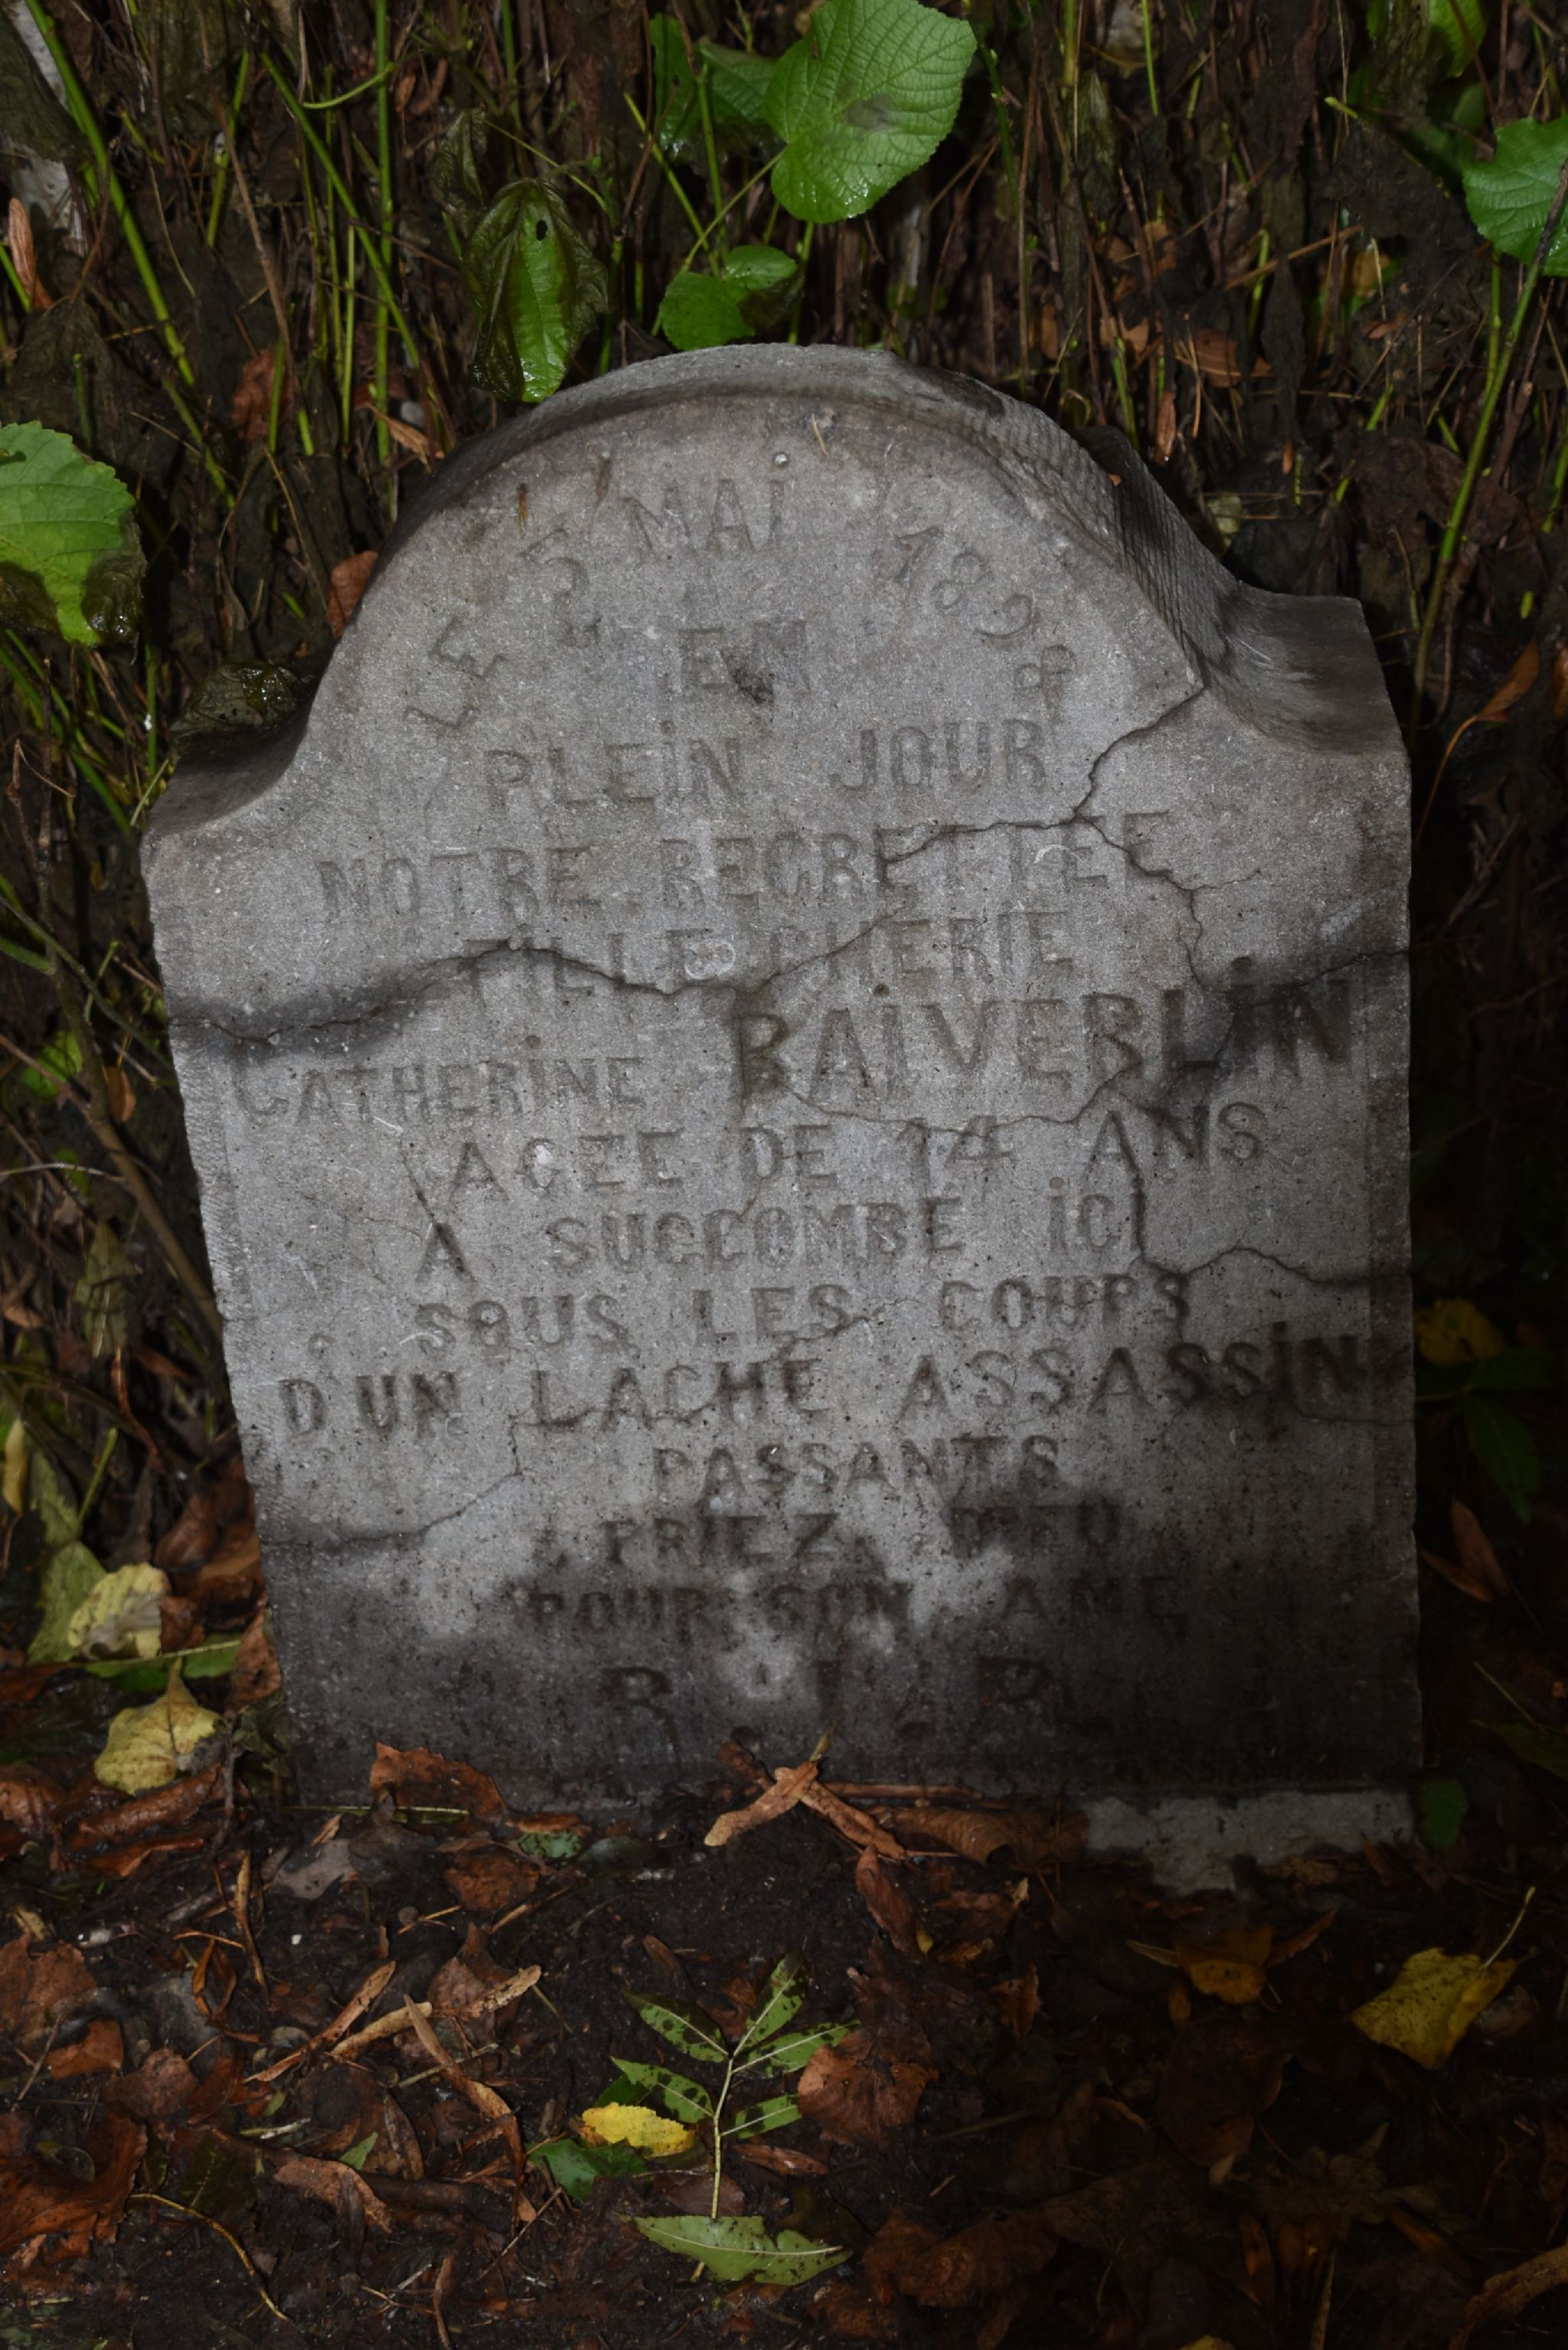 LE 5 MAI 1898
EN
PLEIN JOUR
NOTRE REGRETTEE
FILLE CHERIE
CATHERINE BAIVERLIN
AGEE DE 14 ANS
A SUCCOMBE ICI
SOUS LES COUPS
D'UN LACHE ASSASSIN
PASSANTS
PRIEZ DIEU
POUR SON AME
R. I. P.